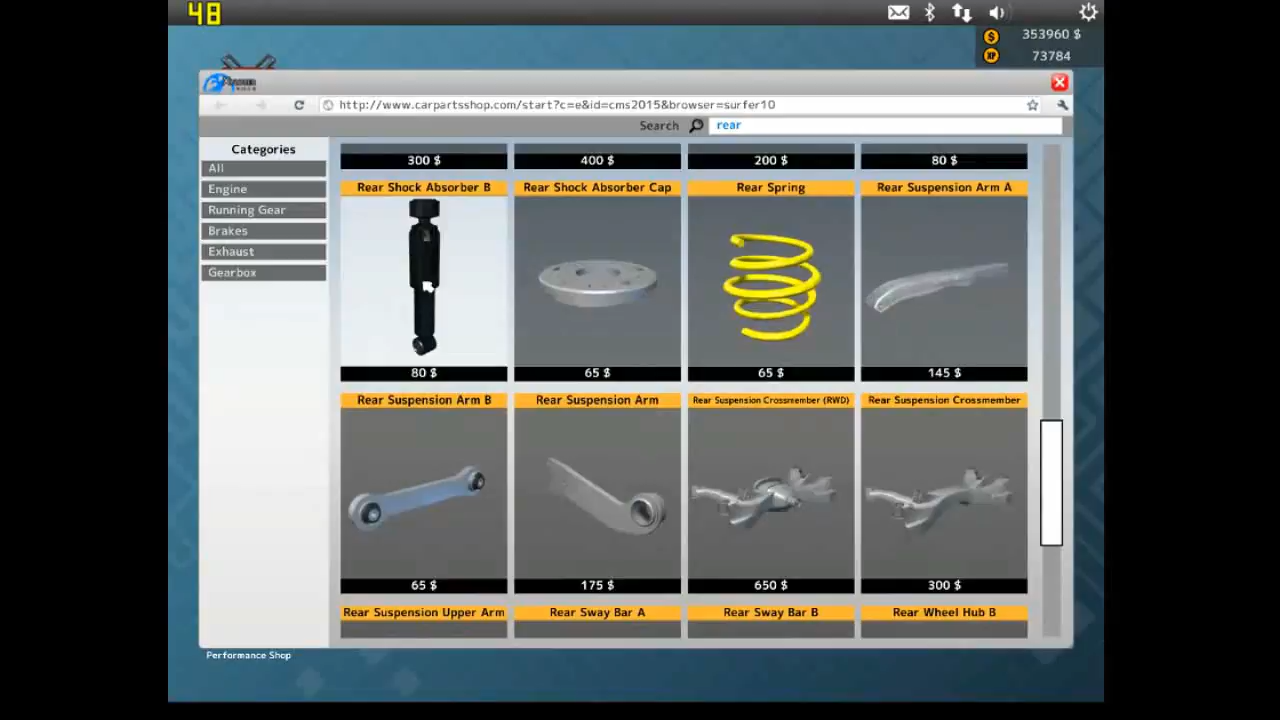 48
353960 $
73784
http://www.carpartsshop.com/start?c=e&id=cms2015&browser=surfer10
Search
rear
Categories
All
Engine
Running Gear
Brakes
Exhaust
Gearbox
300 $
400 $
200 $
80 $
Rear Shock Absorber B
Rear Shock Absorber Cap
Rear Spring
Rear Suspension Arm A
80 $
65 $
65 $
145 $
Rear Suspension Arm B
Rear Suspension Arm
Rear Suspension Crossmember (RWD)
Rear Suspension Crossmember
65 $
175 $
650 $
300 $
Rear Suspension Upper Arm
Rear Sway Bar A
Rear Sway Bar B
Rear Wheel Hub B
Performance Shop